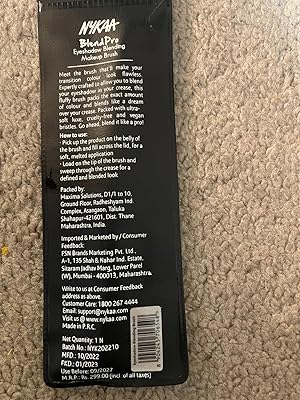 NYKAA
BlendPro
Eyeshadow Blending
Makeup Brush
Meet the brush that'll make your
transition colour look flawless.
Expertly crafted to allow you to blend
your eyeshadow in your crease, this
fluffy brush packs the exact amount
of colour and blends like a dream
over your crease. Packed with ultra-
soft luxe, cruelty-free and vegan
bristles. Go ahead, blend it like a pro!
How to use:
• Pick up the product on the belly of
the brush and fill across the lid, for a
soft, melted application
• Load on the tip of the brush and
sweep through the crease for a
defined and blended look
Packed by:
Maxima Solutions, D1/1 to 10,
Ground Floor, Radheshyam Ind.
Complex, Asangaon, Taluka
Shahapur-421601, Dist. Thane
Maharashtra, India.
Imported & Marketed by / Consumer
Feedback:
FSN Brands Marketing Pvt. Ltd.,
A-1, 135 Shah & Nahar Ind. Estate,
Sitaram Jadhav Marg, Lower Parel
(W), Mumbai - 400013, Maharashtra.
Write to us at Consumer Feedback
address as above.
Customer Care: 1800 267 4444
Email: support@nykaa.com
Visit us @ www.nykaa.com
Made in P.R.C.
Net Quantity: 1 N
Batch No.: NYK202210
MFD: 10/2022
PKD: 01/2023
Use Before: 09/2027
M.R.P.: Rs. 299.00 (incl of all taxes)